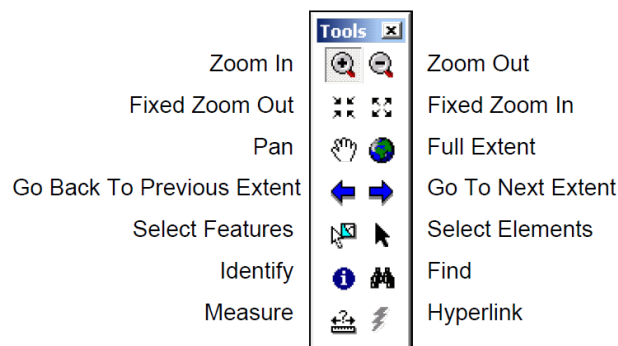 Tools
Zoom In Zoom Out
Fixed Zoom Out Fixed Zoom In
Pan Full Extent
Go Back To Previous Extent Go To Next Extent
Select Features Select Elements
Identify Find
Measure Hyperlink